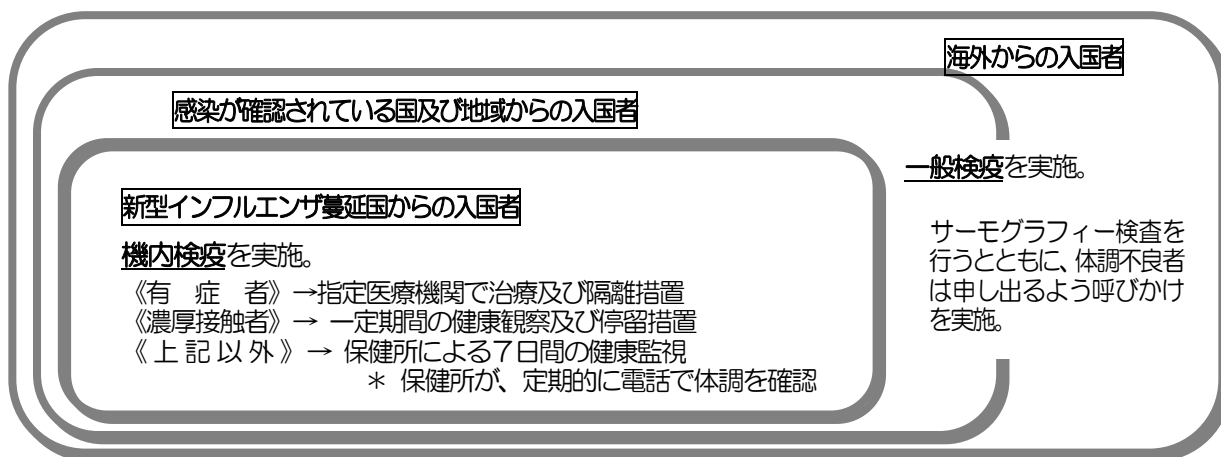 海外からの入国者
感染が確認されている国及び地域からの入国者
新型インフルエンザ蔓延国からの入国者
機内検疫を実施。
《有　症　者》→指定医療機関で治療及び隔離措置
《濃厚接触者》→ 一定期間の健康観察及び停留措置
《 上 記 以 外 》→ 保健所による７日間の健康監視
＊ 保健所が、定期的に電話で体調を確認
一般検疫を実施。
サーモグラフィー検査を
行うとともに、体調不良者
は申し出るよう呼びかけ
を実施。